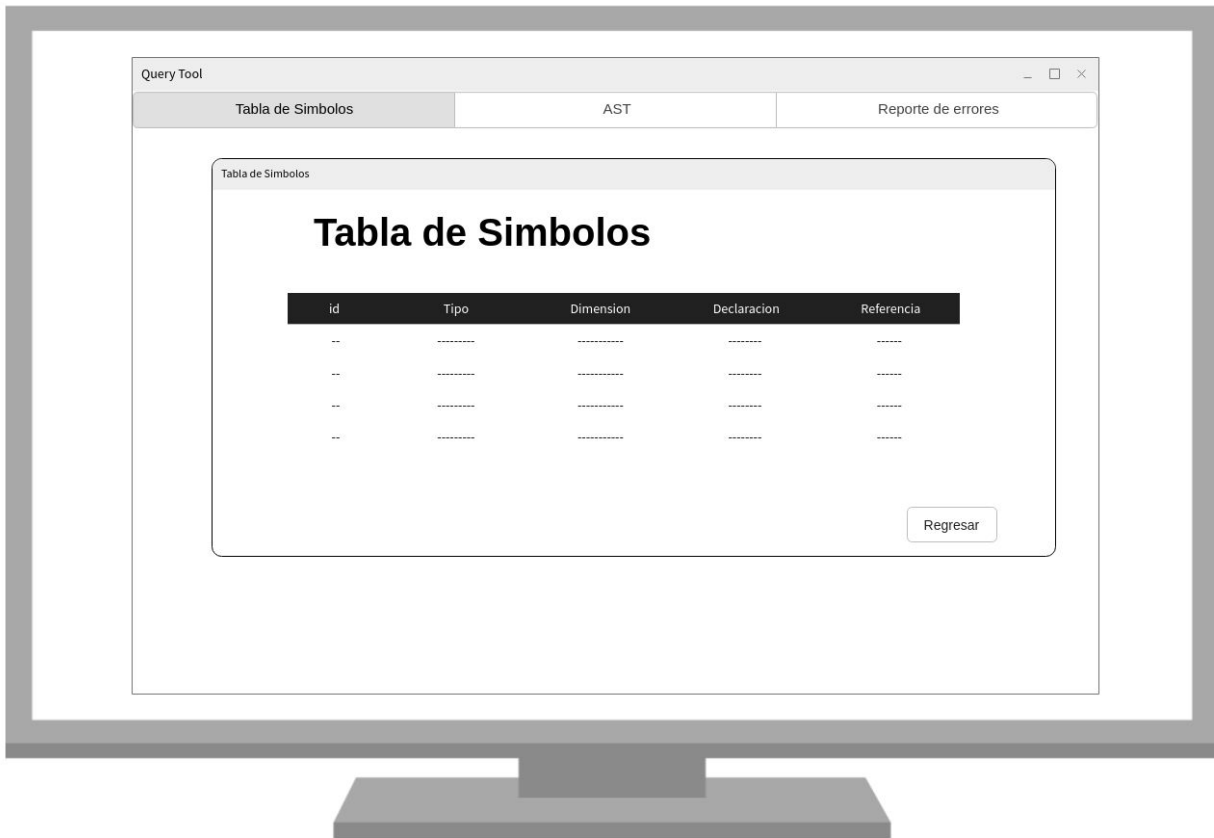 Query Tool
Tabla de Simbolos AST Reporte de errores
Tabla de Simbolos
Tabla de Simbolos
id Tipo Dimension Declaracion Referencia
-- --------- ----------- -------- ------
-- --------- ----------- -------- ------
-- --------- ----------- -------- ------
-- --------- ----------- -------- ------
Regresar